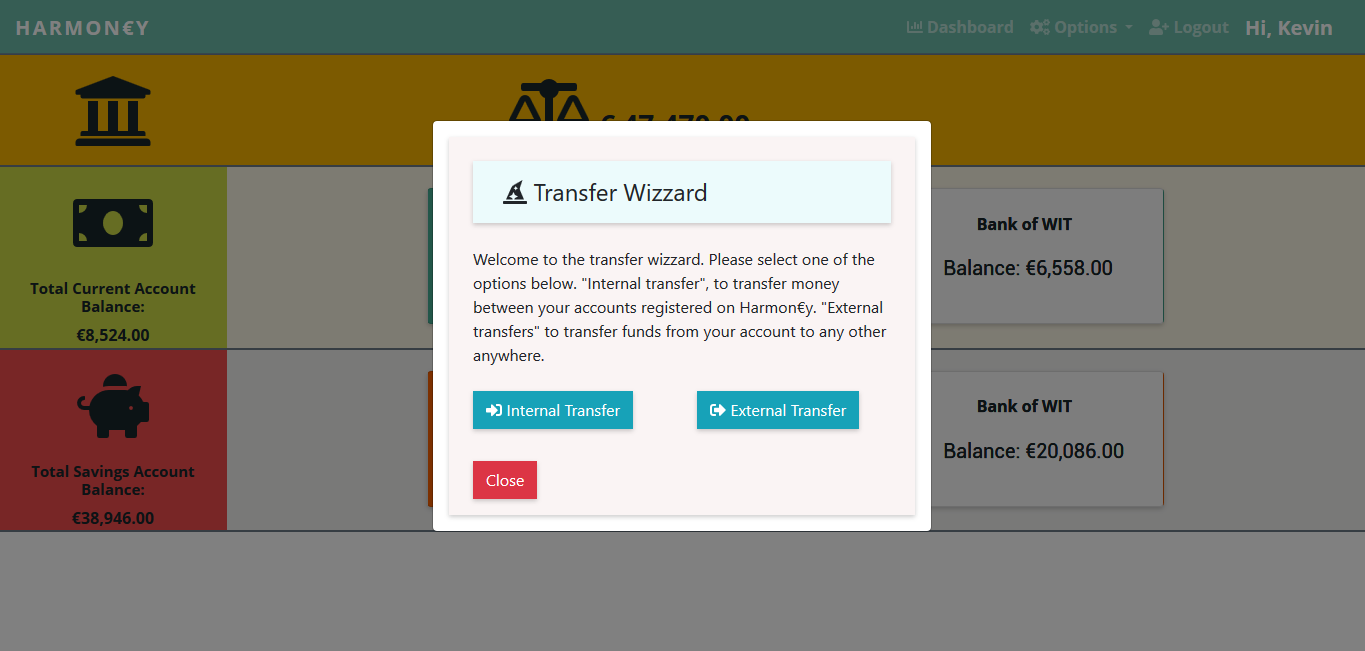 HARMON€Y
Dashboard
Options
Logout
Hi, Kevin
€ 47,470.00
Transfer Wizzard
Welcome to the transfer wizzard. Please select one of the
options below. "Internal transfer", to transfer money
between your accounts registered on Harmon€y. "External
transfers" to transfer funds from your account to any other
anywhere.
Internal Transfer
External Transfer
Close
Total Current Account
Balance:
€8,524.00
Bank of WIT
Balance: €6,558.00
Total Savings Account
Balance:
€38,946.00
Bank of WIT
Balance: €20,086.00